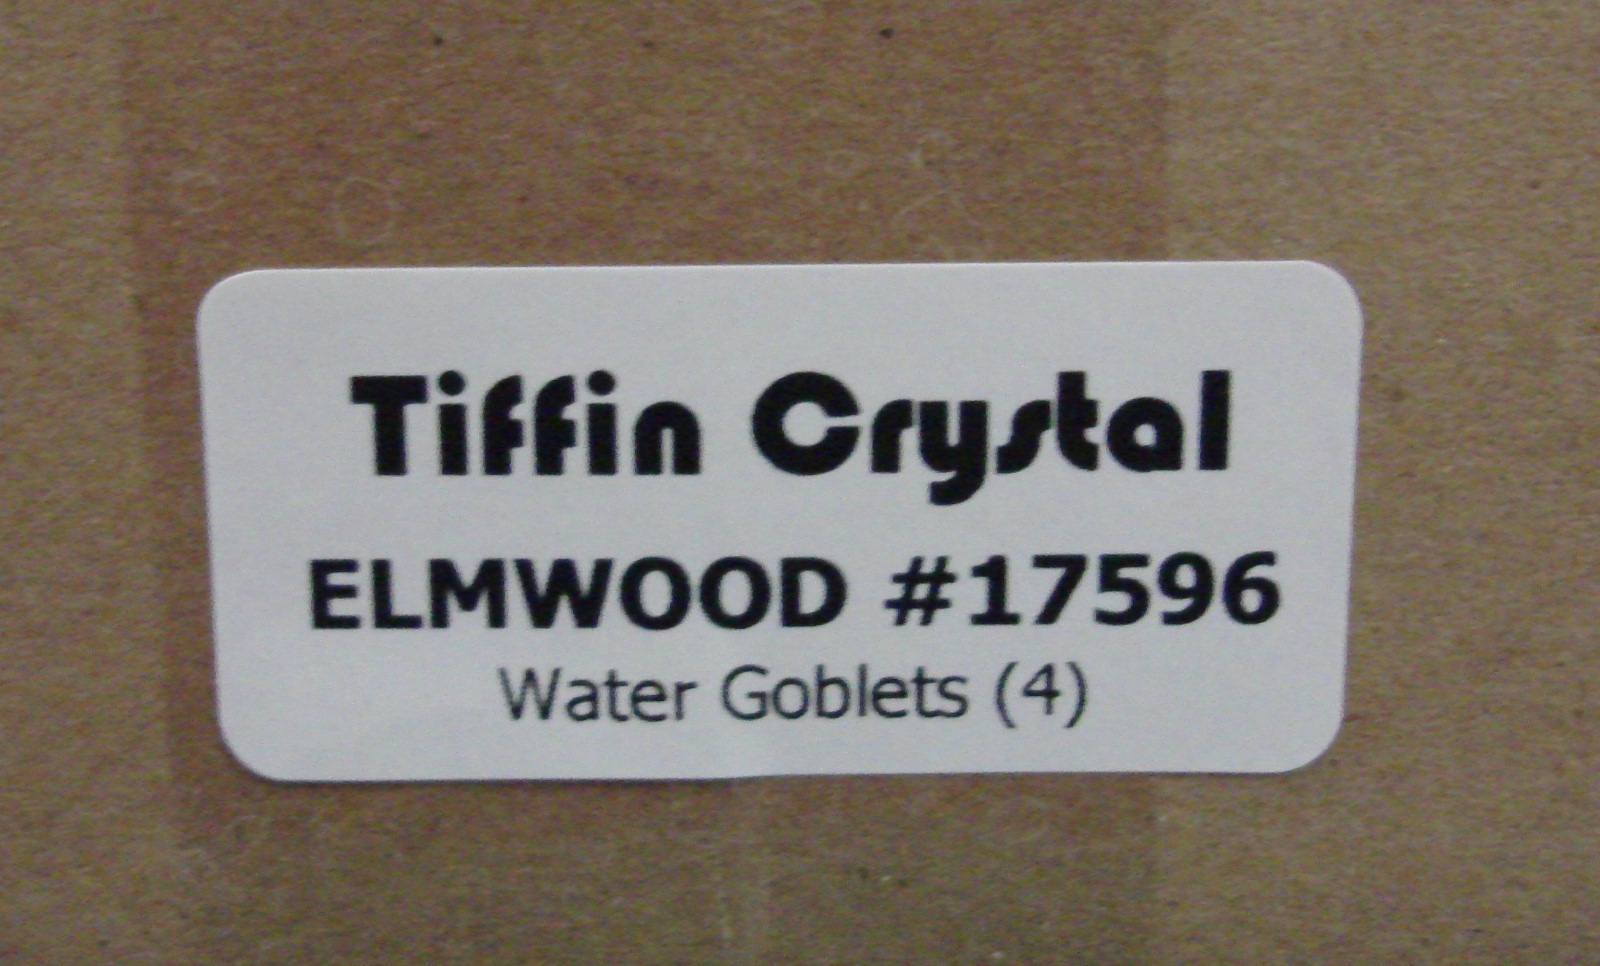 Tiffin Crystal
ELMWOOD #17596
Water Goblets (4)